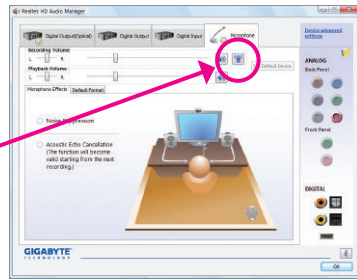 Realtek HD Audio Manager
Digital Output(Optical)
Digital Output
Digital Input
Microphone
Device advanced
settings
Recording Volume
L
R
Default Device
Playback Volume
L
R
ANALOG
Back Panel
Microphone Effects
Default Format
Noise Suppression
Acoustic Echo Cancellation
(The function will become
valid starting from the next
recording.)
Front Panel
DIGITAL
GIGABYTE
TECHNOLOGY
OK